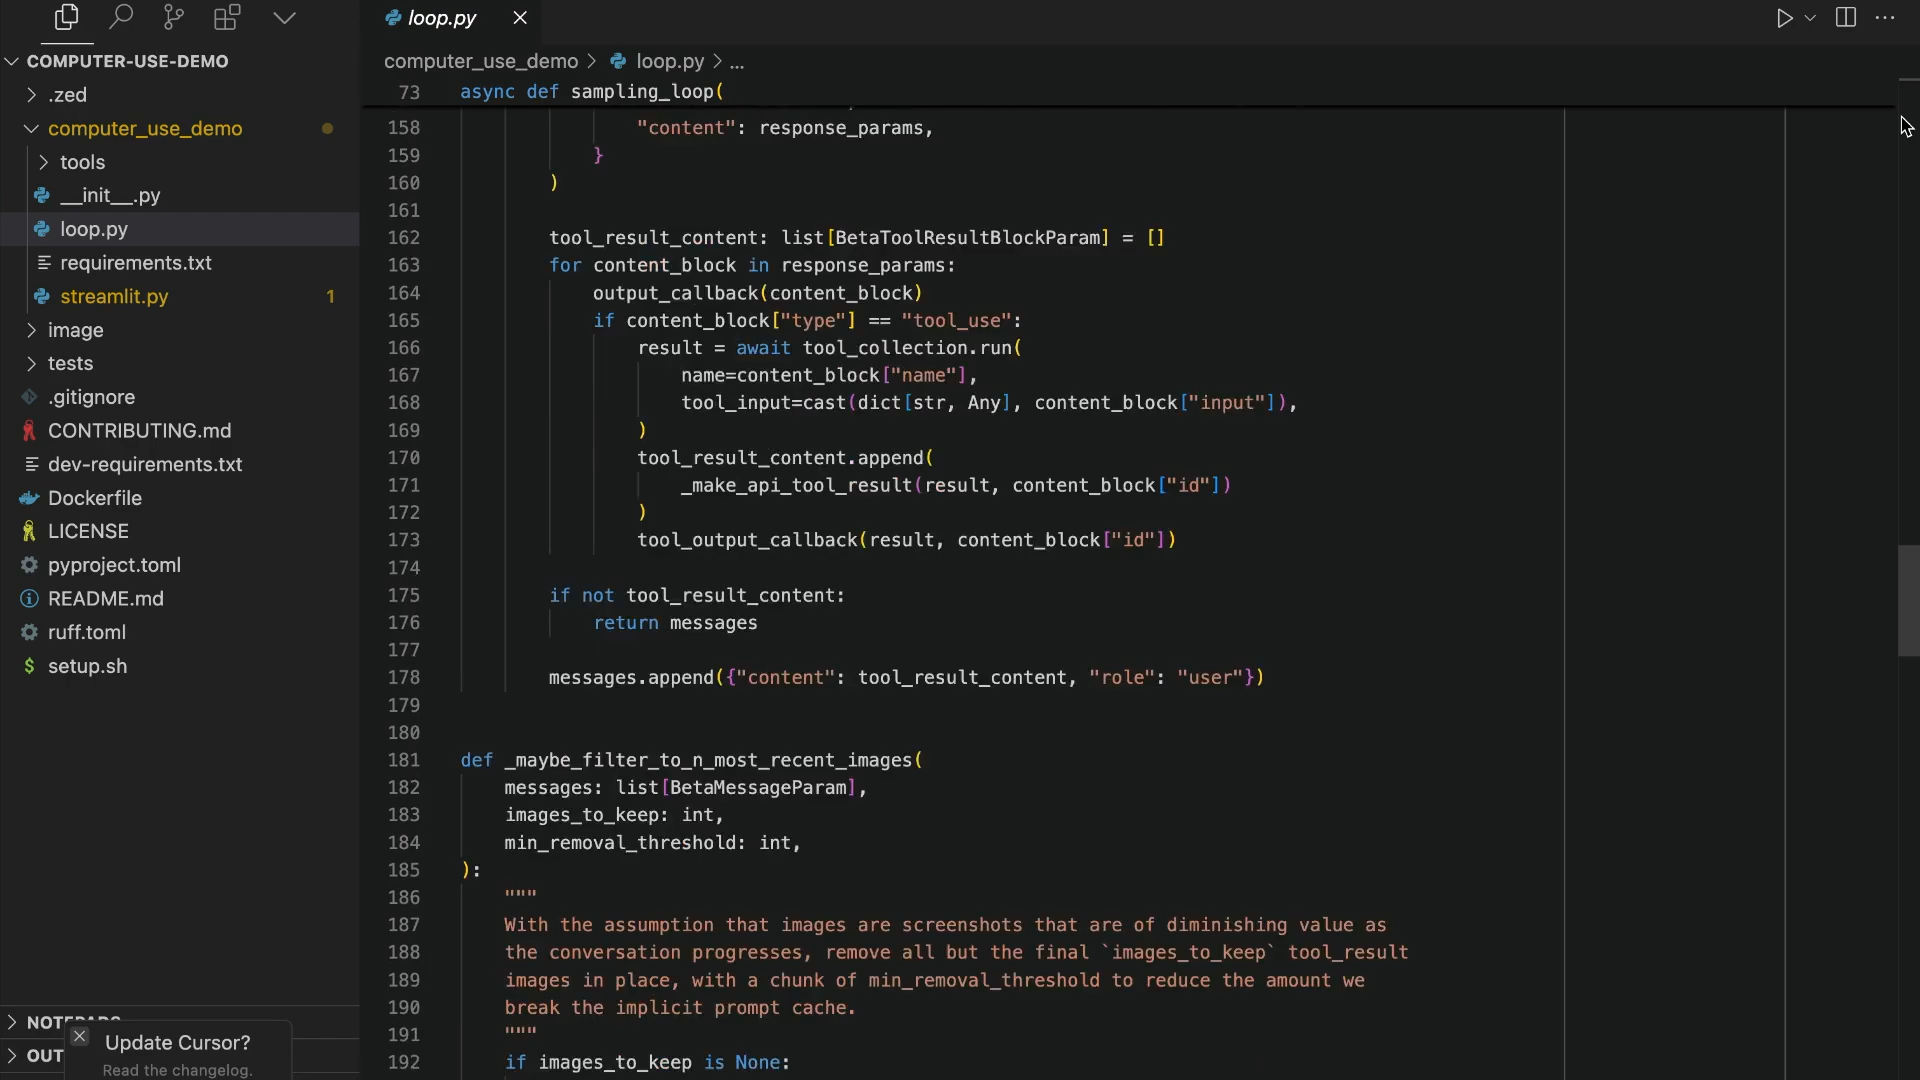 loop.py
COMPUTER-USE-DEMO
.zed
computer_use_demo
tools
__init__.py
loop.py
requirements.txt
streamlit.py 1
image
tests
.gitignore
CONTRIBUTING.md
dev-requirements.txt
Dockerfile
LICENSE
pyproject.toml
README.md
ruff.toml
setup.sh
Update Cursor?
Read the changelog.
computer_use_demo > loop.py > ...
73 async def sampling_loop(
158 "content": response_params,
159 }
160 )
161
162 tool_result_content: list[BetaToolResultBlockParam] = []
163 for content_block in response_params:
164 output_callback(content_block)
165 if content_block["type"] == "tool_use":
166 result = await tool_collection.run(
167 name=content_block["name"],
168 tool_input=cast(dict[str, Any], content_block["input"]),
169 )
170 tool_result_content.append(
171 _make_api_tool_result(result, content_block["id"])
172 )
173 tool_output_callback(result, content_block["id"])
174
175 if not tool_result_content:
176 return messages
177
178 messages.append({"content": tool_result_content, "role": "user"})
179
180
181 def _maybe_filter_to_n_most_recent_images(
182 messages: list[BetaMessageParam],
183 images_to_keep: int,
184 min_removal_threshold: int,
185 ):
186 """
187 With the assumption that images are screenshots that are of diminishing value as
188 the conversation progresses, remove all but the final `images_to_keep` tool_result
189 images in place, with a chunk of min_removal_threshold to reduce the amount we
190 break the implicit prompt cache.
191 """
192 if images_to_keep is None: